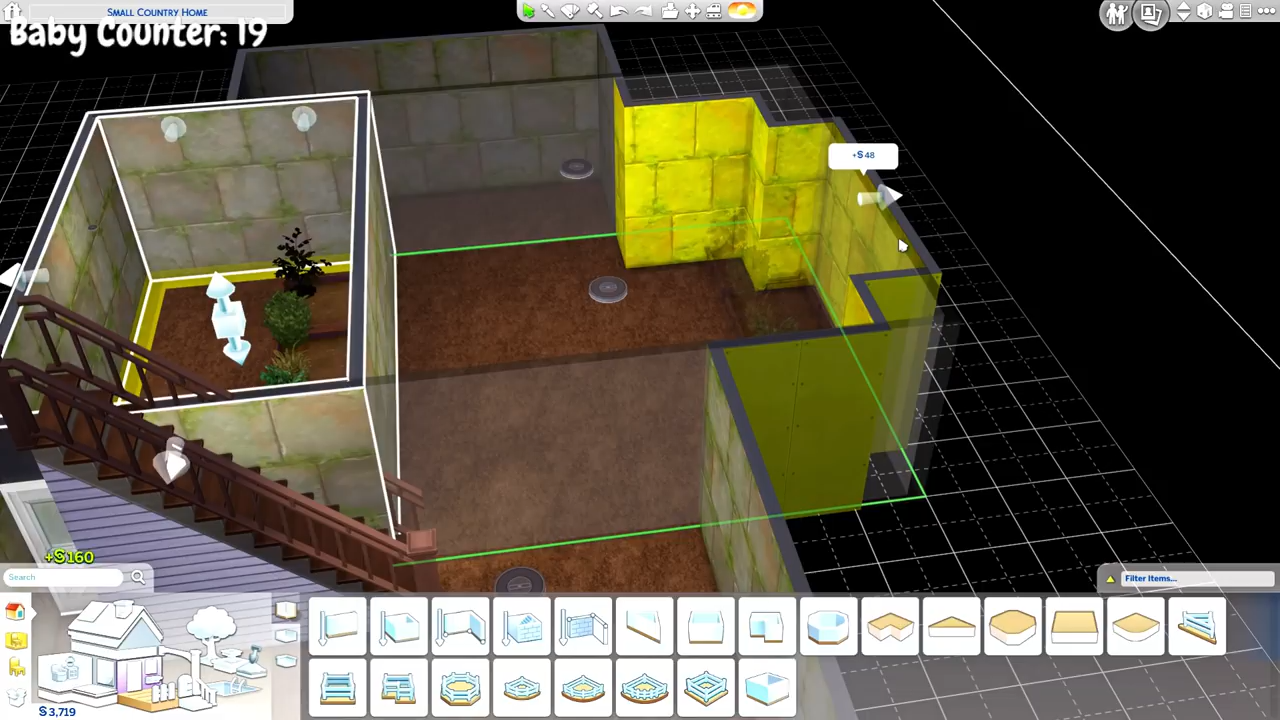 SMALL COUNTRY HOME
Baby Counter: 19
+§48
+§160
Search
Filter Items...
§3,719